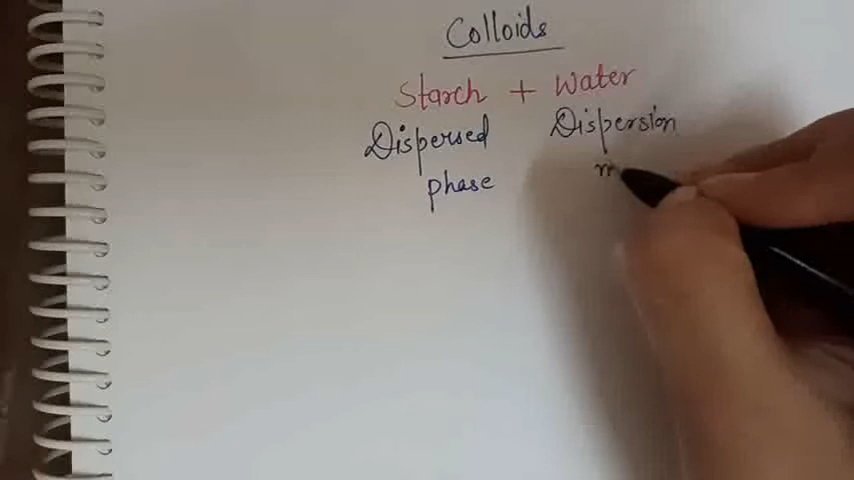 Colloids
Starch + Water
Dispersed Dispersion
phase